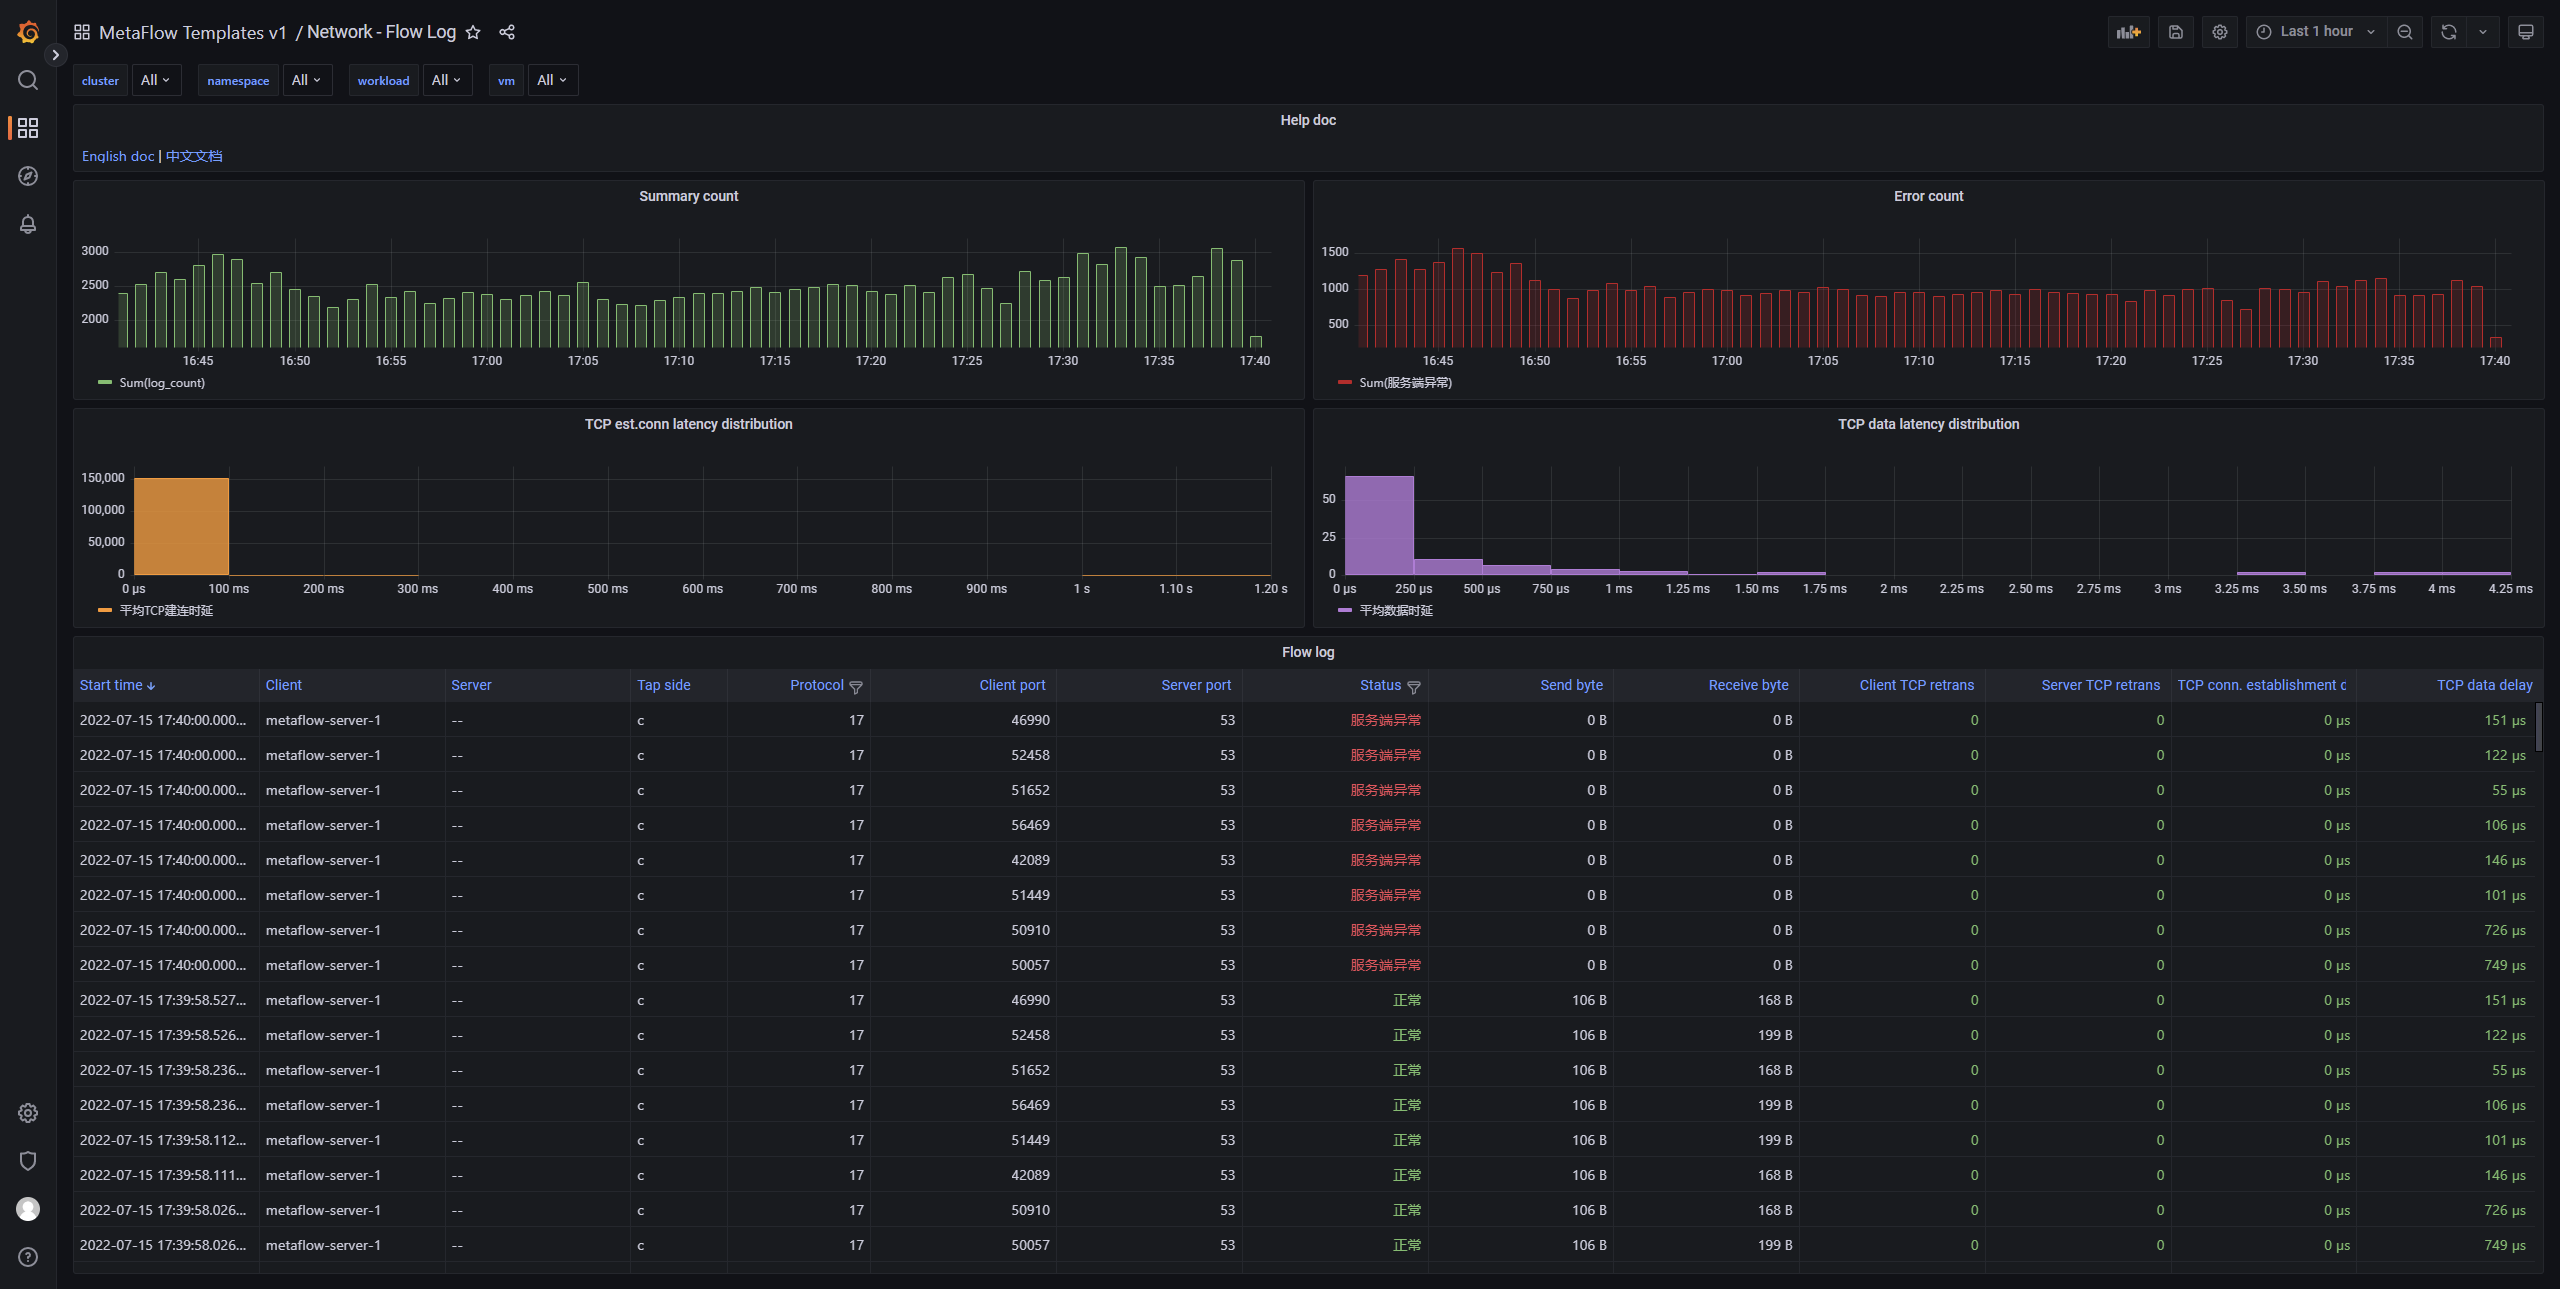 MetaFlow Templates v1 / Network - Flow Log
Last 1 hour
cluster All namespace All workload All vm All
Help doc
English doc | 中文文档
Summary count
3000
2500
2000
16:45 16:50 16:55 17:00 17:05 17:10 17:15 17:20 17:25 17:30 17:35 17:40
Sum(log_count)
Error count
1500
1000
500
16:45 16:50 16:55 17:00 17:05 17:10 17:15 17:20 17:25 17:30 17:35 17:40
Sum(服务端异常)
TCP est.conn latency distribution
150,000
100,000
50,000
0
0 µs 100 ms 200 ms 300 ms 400 ms 500 ms 600 ms 700 ms 800 ms 900 ms 1 s 1.10 s 1.20 s
平均TCP建连时延
TCP data latency distribution
50
25
0
0 µs 250 µs 500 µs 750 µs 1 ms 1.25 ms 1.50 ms 1.75 ms 2 ms 2.25 ms 2.50 ms 2.75 ms 3 ms 3.25 ms 3.50 ms 3.75 ms 4 ms 4.25 ms
平均数据时延
Flow log
Start time Client Server Tap side Protocol Client port Server port Status Send byte Receive byte Client TCP retrans Server TCP retrans TCP conn. establishment TCP data delay
2022-07-15 17:40:00.000... metaflow-server-1 -- c 17 46990 53 服务端异常 0 B 0 B 0 0 0 µs 151 µs
2022-07-15 17:40:00.000... metaflow-server-1 -- c 17 52458 53 服务端异常 0 B 0 B 0 0 0 µs 122 µs
2022-07-15 17:40:00.000... metaflow-server-1 -- c 17 51652 53 服务端异常 0 B 0 B 0 0 0 µs 55 µs
2022-07-15 17:40:00.000... metaflow-server-1 -- c 17 56469 53 服务端异常 0 B 0 B 0 0 0 µs 106 µs
2022-07-15 17:40:00.000... metaflow-server-1 -- c 17 42089 53 服务端异常 0 B 0 B 0 0 0 µs 146 µs
2022-07-15 17:40:00.000... metaflow-server-1 -- c 17 51449 53 服务端异常 0 B 0 B 0 0 0 µs 101 µs
2022-07-15 17:40:00.000... metaflow-server-1 -- c 17 50910 53 服务端异常 0 B 0 B 0 0 0 µs 726 µs
2022-07-15 17:40:00.000... metaflow-server-1 -- c 17 50057 53 服务端异常 0 B 0 B 0 0 0 µs 749 µs
2022-07-15 17:39:58.527... metaflow-server-1 -- c 17 46990 53 正常 106 B 168 B 0 0 0 µs 151 µs
2022-07-15 17:39:58.526... metaflow-server-1 -- c 17 52458 53 正常 106 B 199 B 0 0 0 µs 122 µs
2022-07-15 17:39:58.236... metaflow-server-1 -- c 17 51652 53 正常 106 B 168 B 0 0 0 µs 55 µs
2022-07-15 17:39:58.236... metaflow-server-1 -- c 17 56469 53 正常 106 B 199 B 0 0 0 µs 106 µs
2022-07-15 17:39:58.112... metaflow-server-1 -- c 17 51449 53 正常 106 B 199 B 0 0 0 µs 101 µs
2022-07-15 17:39:58.111... metaflow-server-1 -- c 17 42089 53 正常 106 B 168 B 0 0 0 µs 146 µs
2022-07-15 17:39:58.026... metaflow-server-1 -- c 17 50910 53 正常 106 B 168 B 0 0 0 µs 726 µs
2022-07-15 17:39:58.026... metaflow-server-1 -- c 17 50057 53 正常 106 B 199 B 0 0 0 µs 749 µs